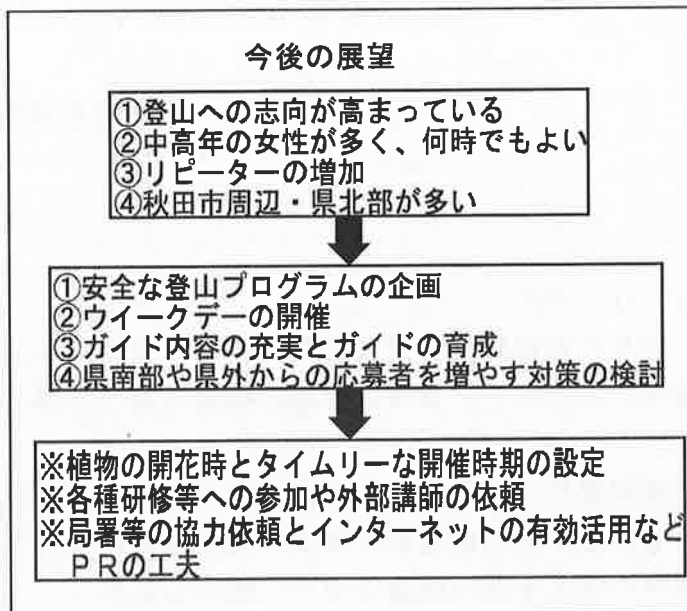 今後の展望
①登山への志向が高まっている
②中高年の女性が多く、何時でもよい
③リピーターの増加
④秋田市周辺・県北部が多い
①安全な登山プログラムの企画
②ウイークデーの開催
③ガイド内容の充実とガイドの育成
④県南部や県外からの応募者を増やす対策の検討
※植物の開花時とタイムリーな開催時期の設定
※各種研修等への参加や外部講師の依頼
※局署等の協力依頼とインターネットの有効活用など
ＰＲの工夫